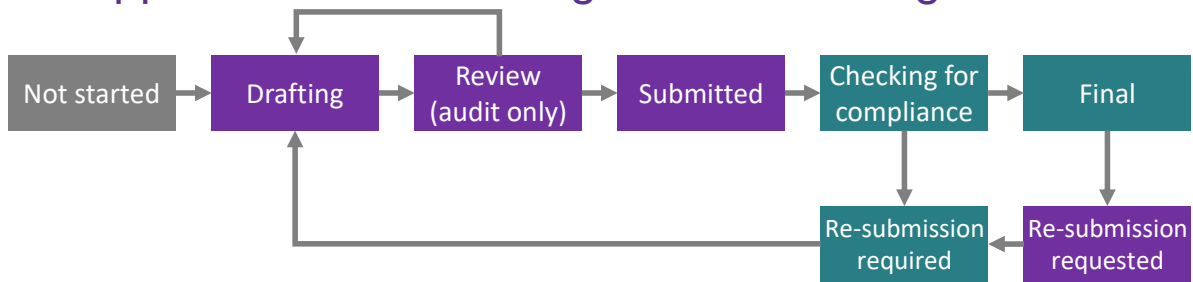 Not started
Drafting
Review
(audit only)
Submitted
Checking for
compliance
Final
Re-submission
required
Re-submission
requested